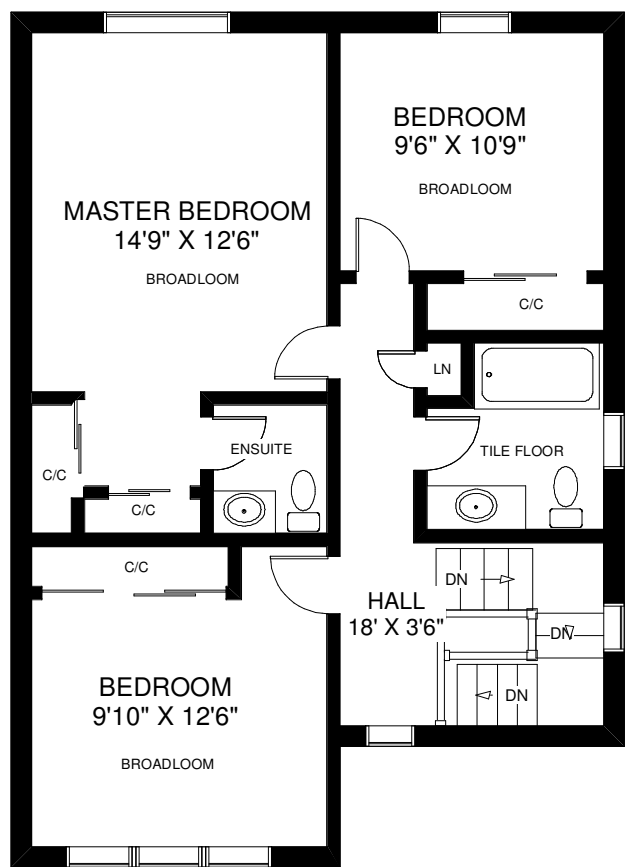 BEDROOM
9'6" X 10'9"
BROADLOOM
MASTER BEDROOM
14'9" X 12'6"
BROADLOOM
C/C
LN
ENSUITE
TILE FLOOR
C/C
C/C
C/C
DN
HALL
18' X 3'6"
DN
BEDROOM
9'10" X 12'6"
DN
BROADLOOM